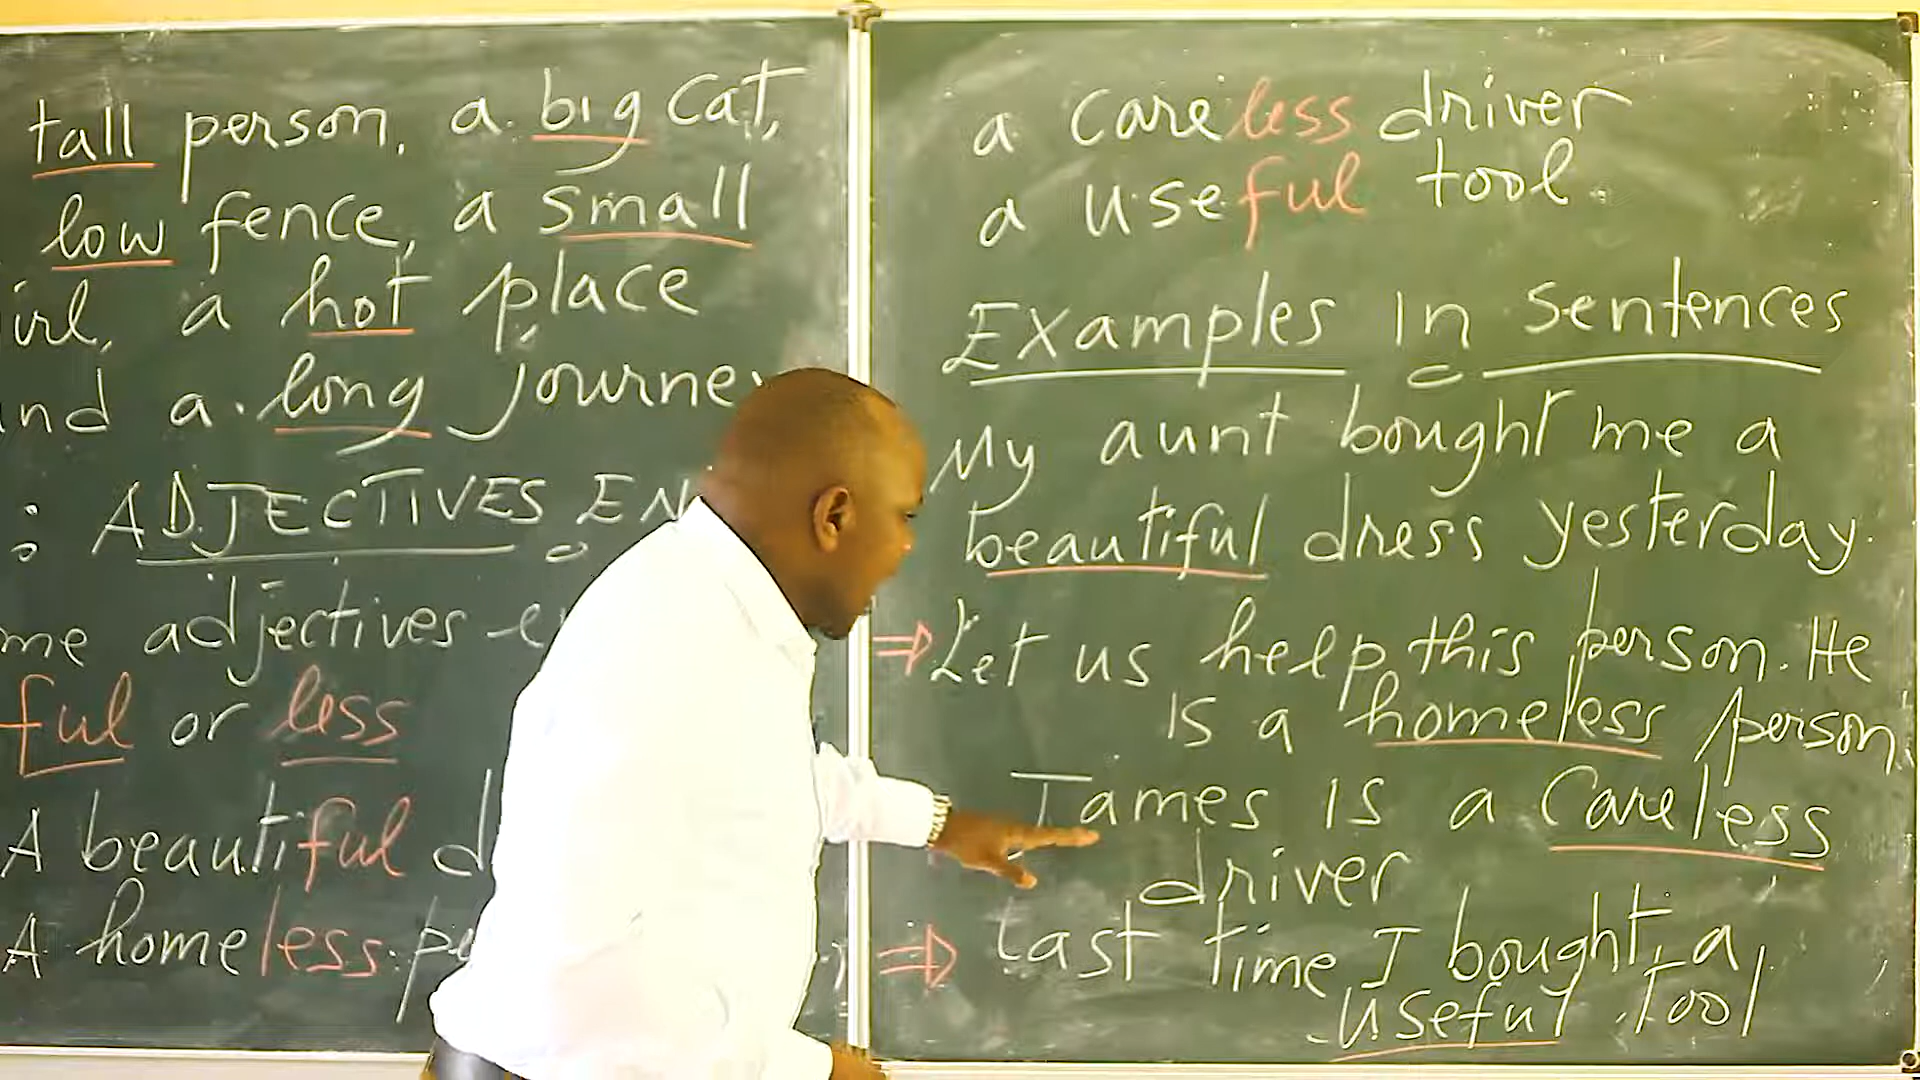 tall person, a big cat,
low fence, a small
irl, a hot place
nd a long journe
: ADJECTIVES EN
me adjectives e
ful or less
A beautiful d
A homeless pe
a careless driver
a useful tool.
Examples in Sentences
My aunt bought me a
beautiful dress yesterday.
⇒ Let us help this person. He
is a homeless person.
James is a careless
driver
⇒ Last time I bought a
useful tool